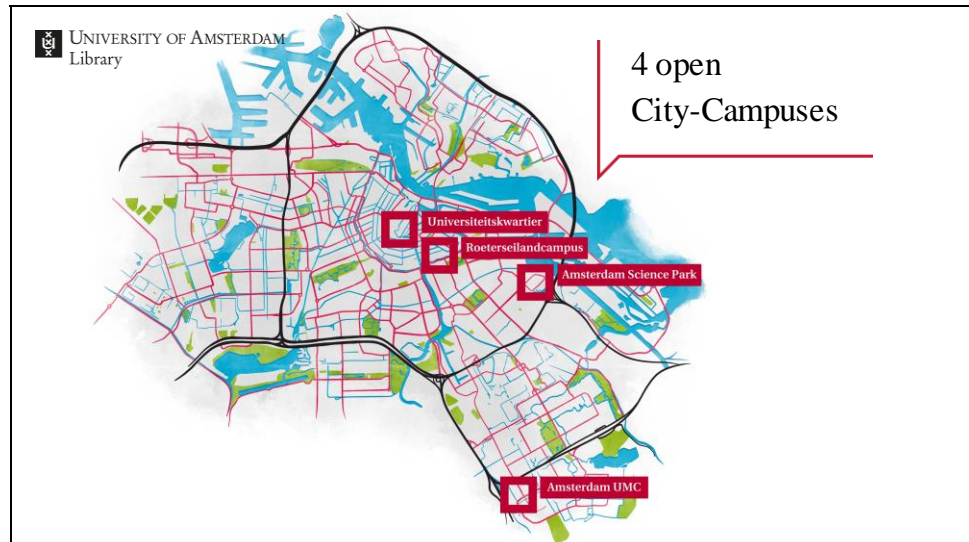 UNIVERSITY OF AMSTERDAM
Library
4 open
City-Campuses
Universiteitskwartier
Roeterseilandcampus
Amsterdam Science Park
Amsterdam UMC